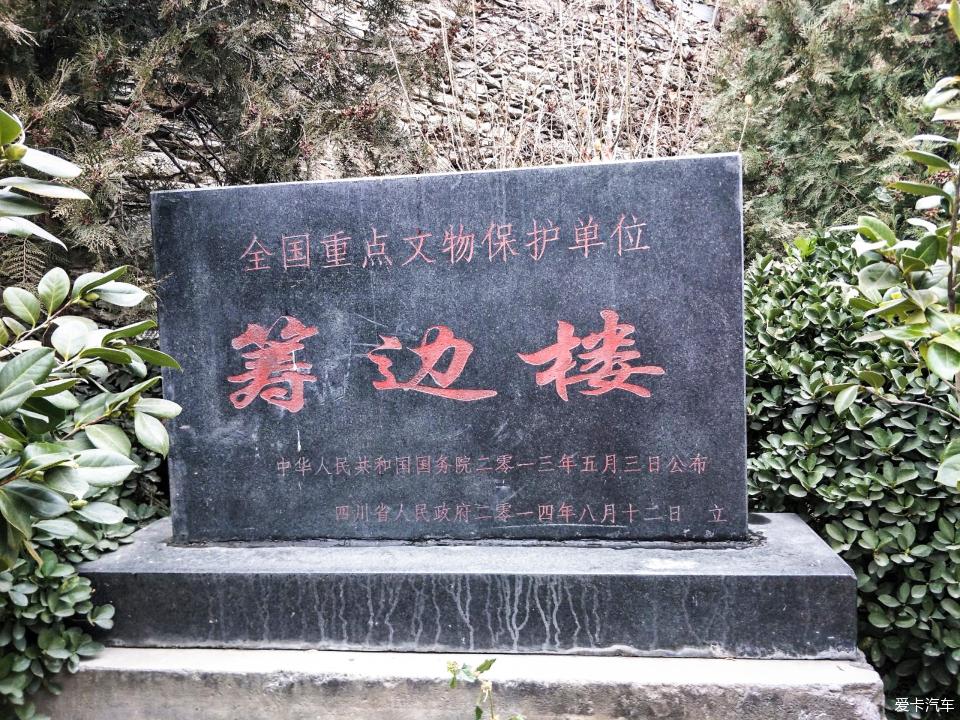 全国重点文物保护单位
筹边楼
中华人民共和国国务院二零一三年五月三日公布
四川省人民政府二零一四年八月十二日 立
爱卡汽车